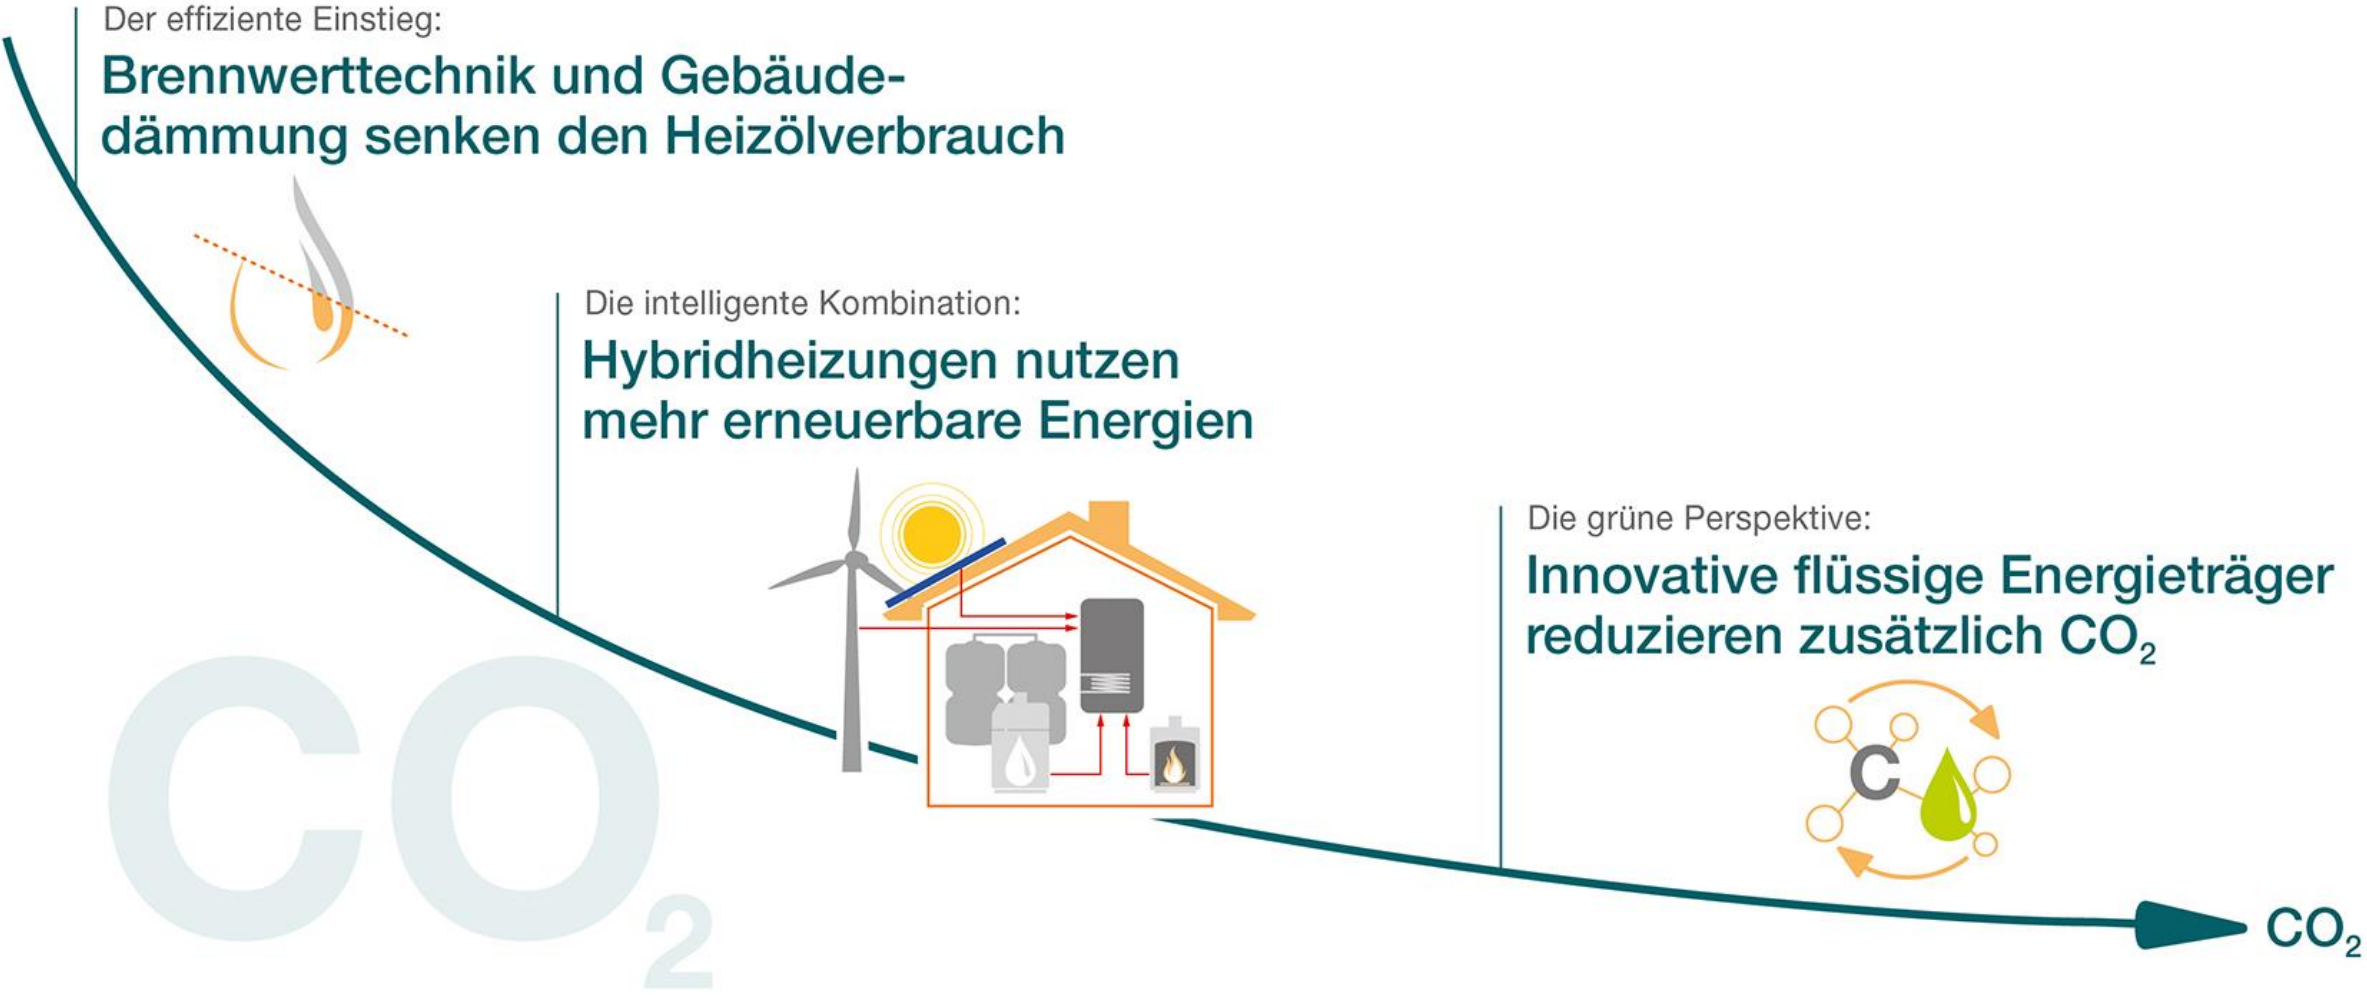 Der effiziente Einstieg:
Brennwerttechnik und Gebäude-
dämmung senken den Heizölverbrauch
Die intelligente Kombination:
Hybridheizungen nutzen
mehr erneuerbare Energien
Die grüne Perspektive:
Innovative flüssige Energieträger
reduzieren zusätzlich CO₂
C
CO₂
CO₂